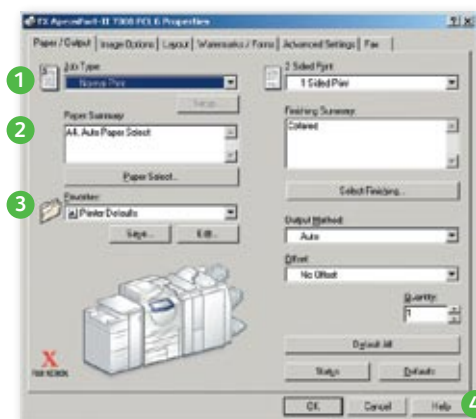 FX ApeosPort-II 7000 PCL 6 Properties
Paper / Output
Image Options
Layout
Watermarks / Forms
Advanced Settings
Fax
1
Job Type:
Normal Print
Setup...
2
Paper Summary:
A4, Auto Paper Select
Paper Select...
3
Favorites:
Printer Defaults
Save...
Edit...
X
FUJI XEROX
2 Sided Print
1 Sided Print
Finishing Summary:
Collated
Select Finishing...
Output Method:
Auto
Offset:
No Offset
Quantity:
1
Default All
Status
Defaults
OK
Cancel
Help
4